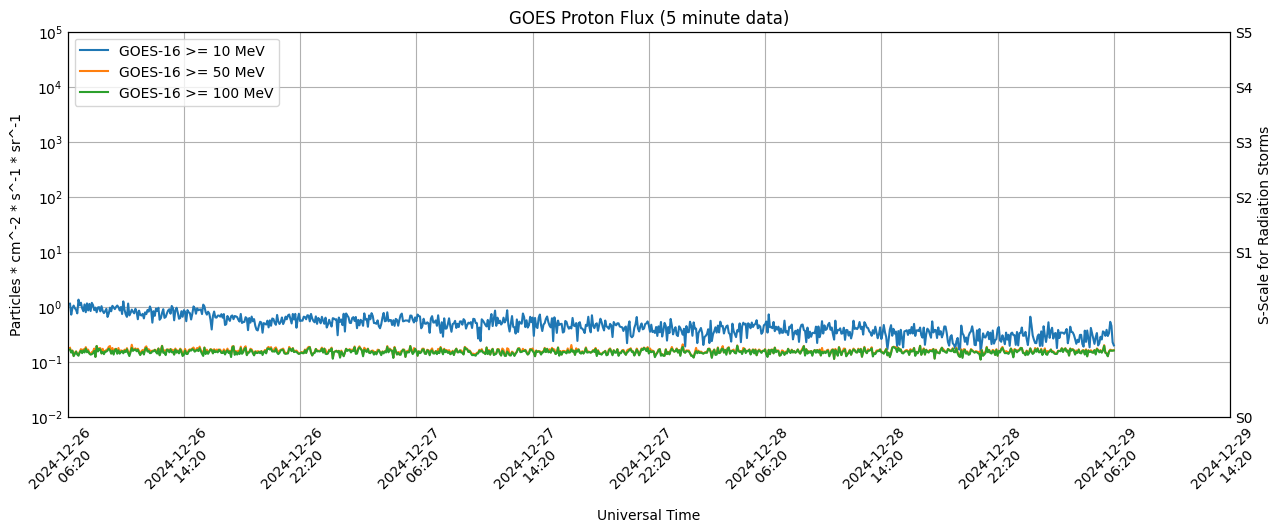 GOES Proton Flux (5 minute data)
GOES-16 >= 10 MeV
GOES-16 >= 50 MeV
GOES-16 >= 100 MeV
Particles * cm^-2 * s^-1 * sr^-1
10^5
10^4
10^3
10^2
10^1
10^0
10^-1
10^-2
S5
S4
S3
S2
S1
S0
S-Scale for Radiation Storms
2024-12-26
06:20
2024-12-26
14:20
2024-12-26
22:20
2024-12-27
06:20
2024-12-27
14:20
2024-12-27
22:20
2024-12-28
06:20
2024-12-28
14:20
2024-12-28
22:20
2024-12-29
06:20
2024-12-29
14:20
Universal Time